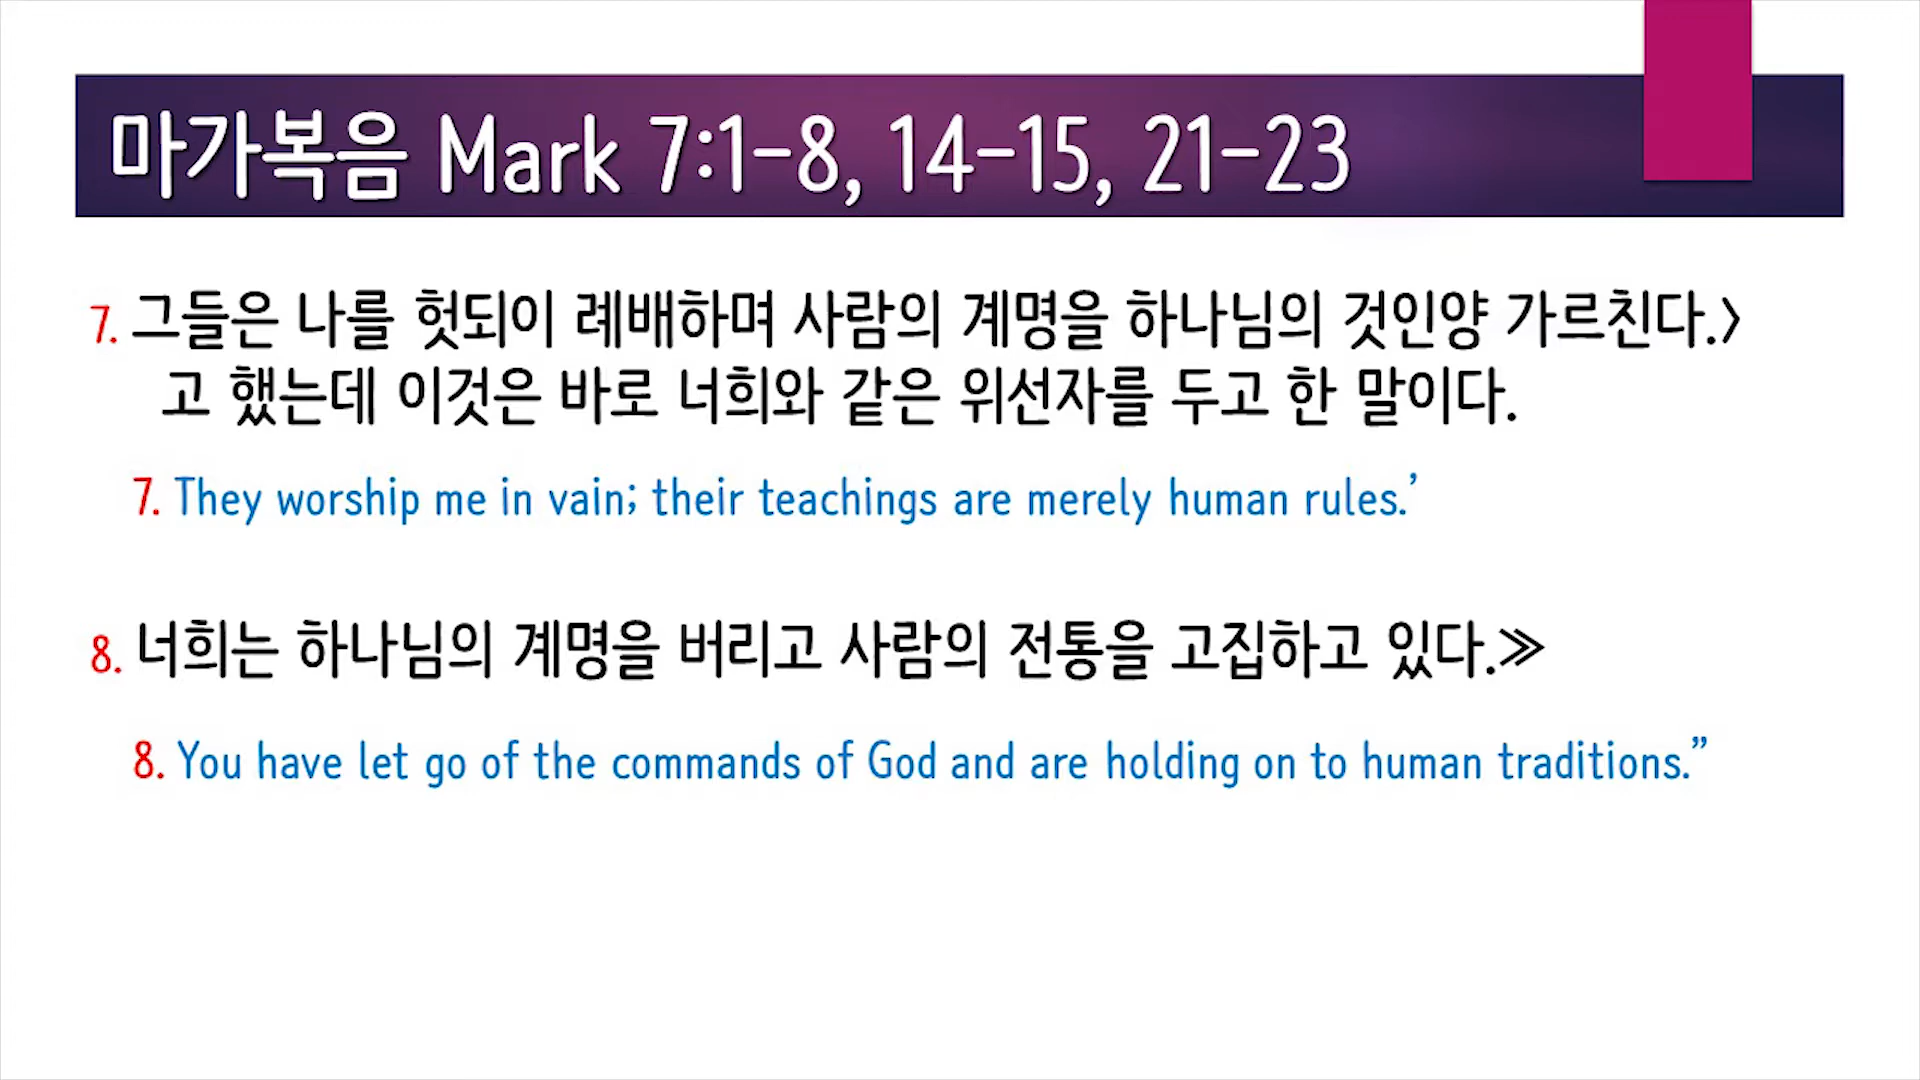 마가복음 Mark 7:1-8, 14-15, 21-23
7. 그들은 나를 헛되이 례배하며 사람의 계명을 하나님의 것인양 가르친다.〉
고 했는데 이것은 바로 너희와 같은 위선자를 두고 한 말이다.
7. They worship me in vain; their teachings are merely human rules.’
8. 너희는 하나님의 계명을 버리고 사람의 전통을 고집하고 있다.≫
8. You have let go of the commands of God and are holding on to human traditions.”